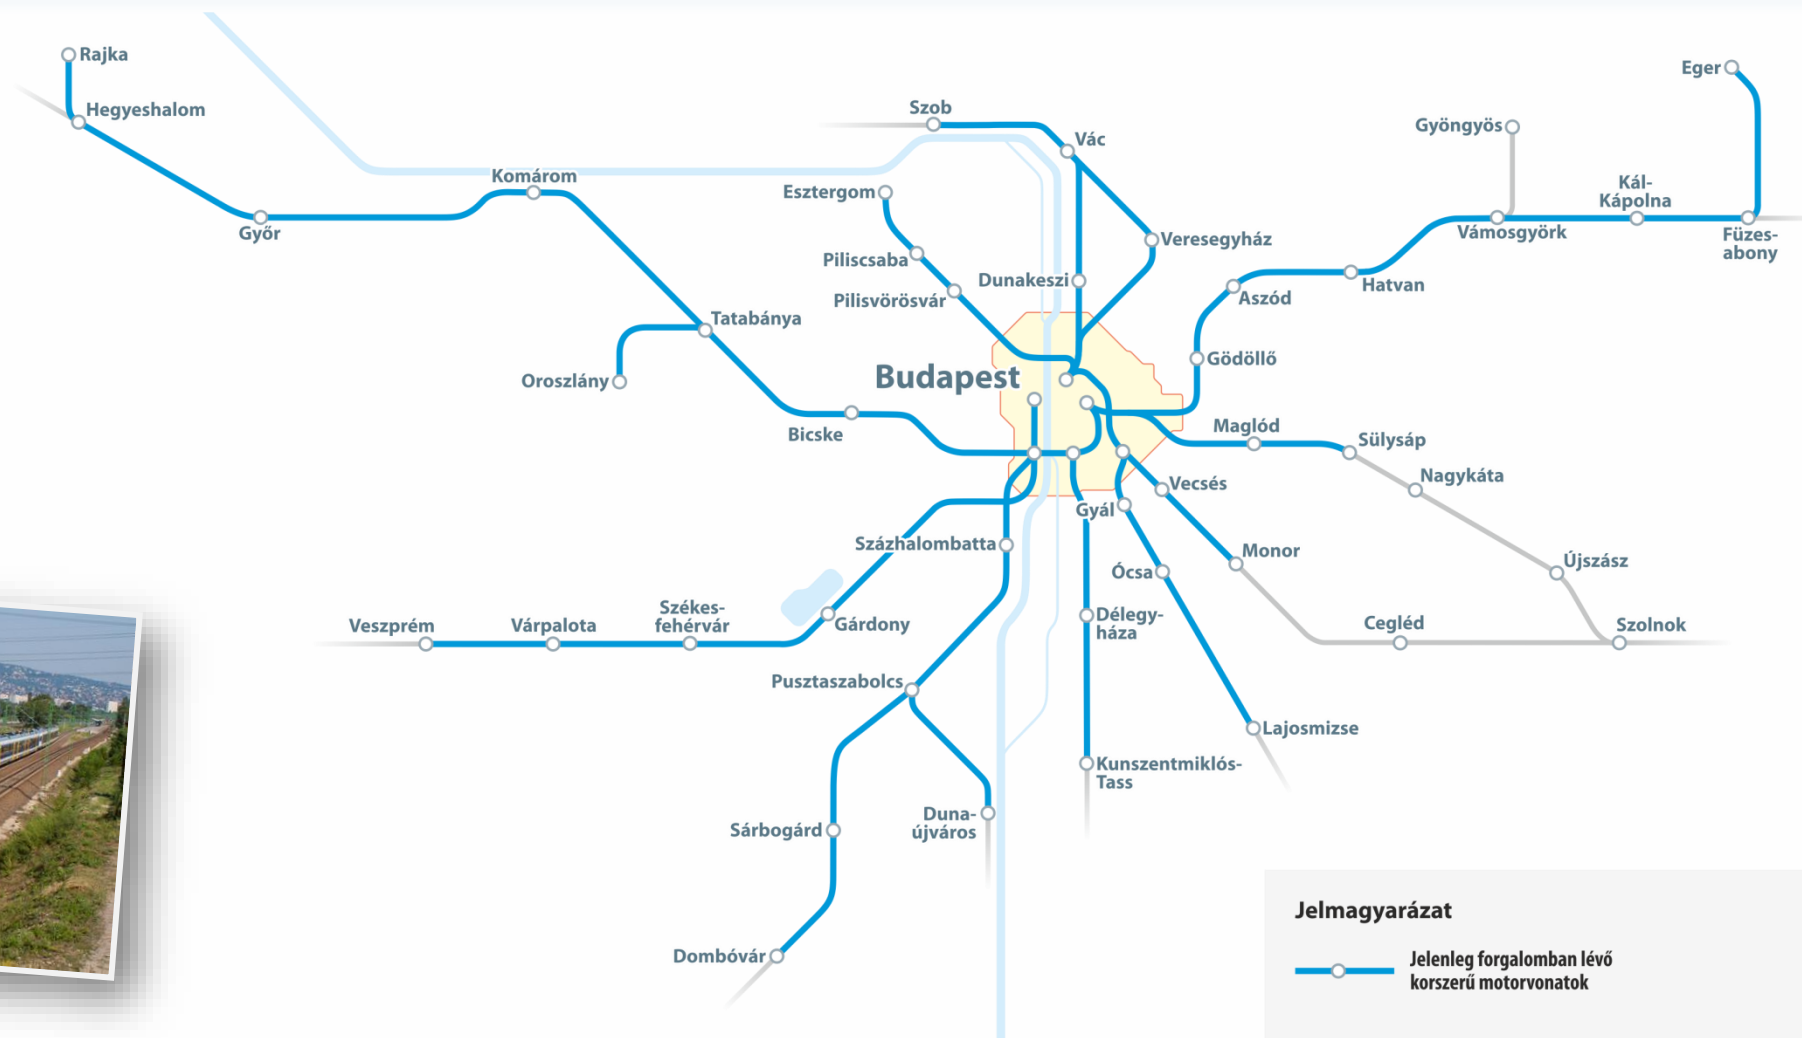 Rajka
Hegyeshalom
Győr
Komárom
Tatabánya
Oroszlány
Bicske
Szob
Vác
Esztergom
Piliscsaba
Pilisvörösvár
Dunakeszi
Veresegyház
Budapest
Gödöllő
Aszód
Hatvan
Gyöngyös
Vámosgyörk
Kál-
Kápolna
Eger
Füzes-
abony
Maglód
Sülysáp
Nagykáta
Újszász
Szolnok
Vecsés
Monor
Cegléd
Gyál
Ócsa
Lajosmizse
Délegy-
háza
Kunszentmiklós-
Tass
Százhalombatta
Gárdony
Székes-
fehérvár
Várpalota
Veszprém
Pusztaszabolcs
Duna-
újváros
Sárbogárd
Dombóvár
Jelmagyarázat
Jelenleg forgalomban lévő
korszerű motorvonatok